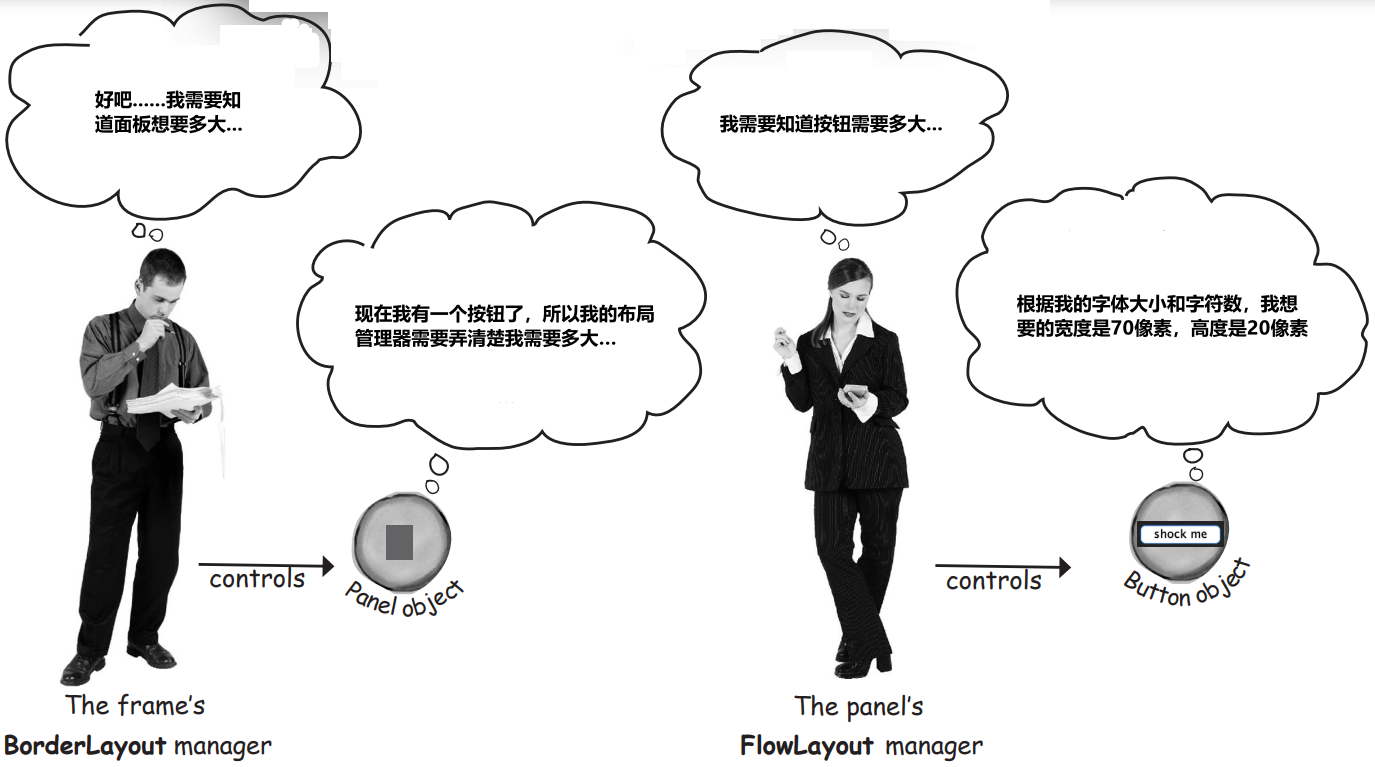 好吧……我需要知
道面板想要多大...
现在我有一个按钮了，所以我的布局
管理器需要弄清楚我需要多大...
controls
Panel object
The frame's
BorderLayout manager
我需要知道按钮需要多大...
根据我的字体大小和字符数，我想
要的宽度是70像素，高度是20像素
controls
shock me
Button object
The panel's
FlowLayout manager